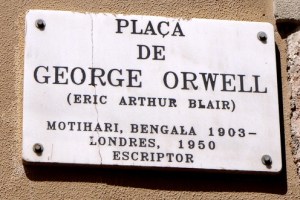 PLAÇA
DE
GEORGE ORWELL
(ERIC ARTHUR BLAIR)
MOTIHARI, BENGALA 1903-
LONDRES, 1950
ESCRIPTOR